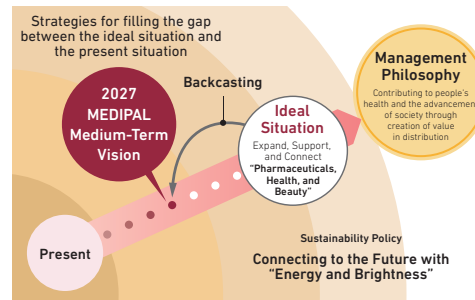 Strategies for filling the gap
between the ideal situation and
the present situation
Backcasting
2027
MEDIPAL
Medium-Term
Vision
Management
Philosophy
Contributing to people's
health and the advancement
of society through
creation of value
in distribution
Ideal
Situation
Expand, Support,
and Connect
"Pharmaceuticals,
Health, and
Beauty"
Present
Sustainability Policy
Connecting to the Future with
"Energy and Brightness"